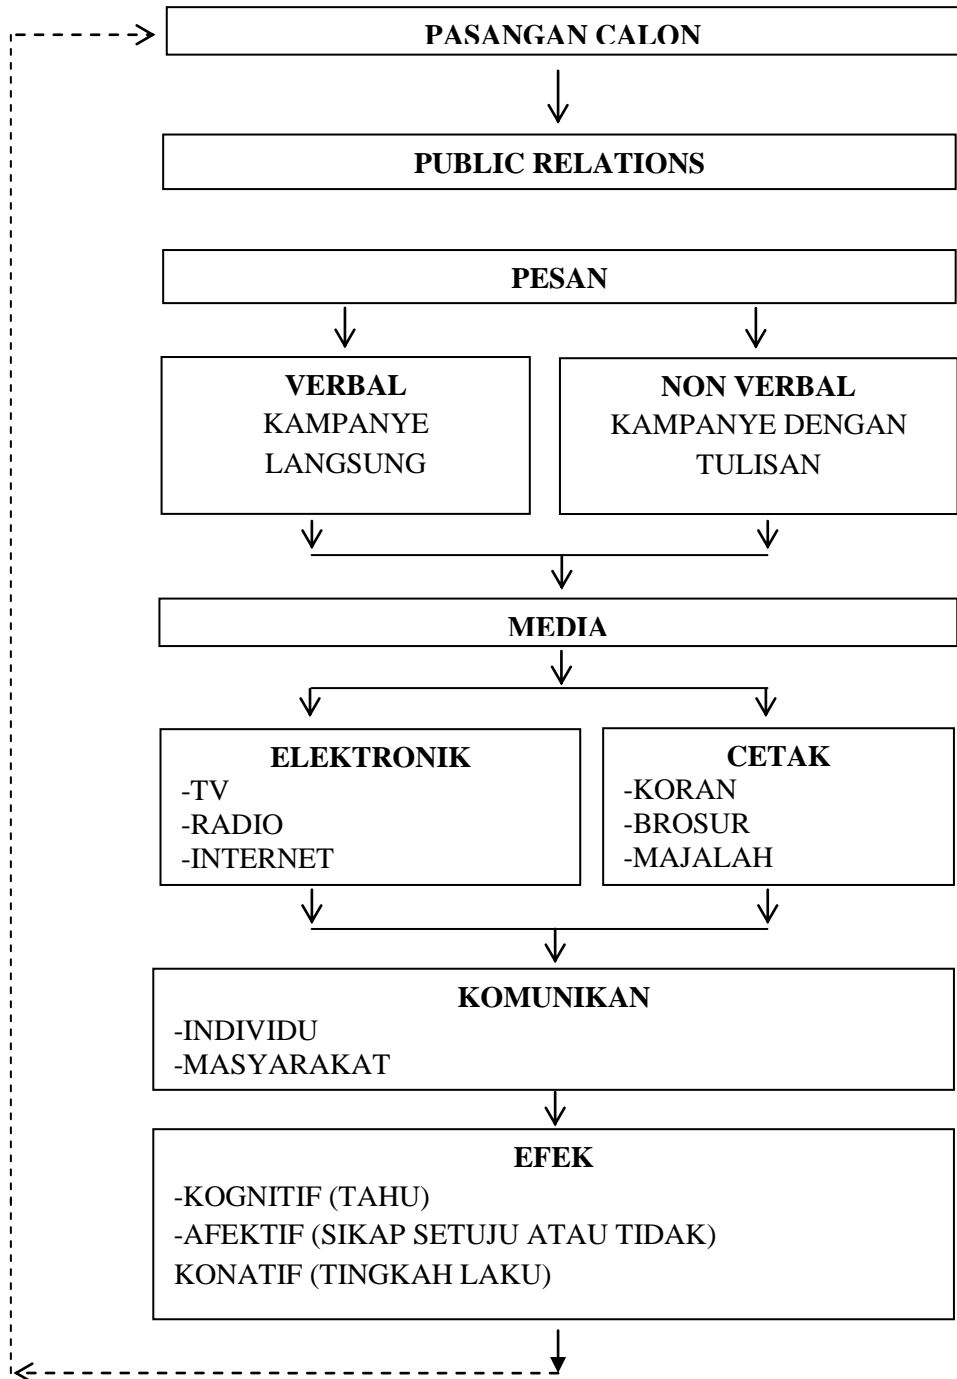 PASANGAN CALON
PUBLIC RELATIONS
PESAN
VERBAL
KAMPANYE
LANGSUNG
NON VERBAL
KAMPANYE DENGAN
TULISAN
MEDIA
ELEKTRONIK
-TV
-RADIO
-INTERNET
CETAK
-KORAN
-BROSUR
-MAJALAH
KOMUNIKAN
-INDIVIDU
-MASYARAKAT
EFEK
-KOGNITIF (TAHU)
-AFEKTIF (SIKAP SETUJU ATAU TIDAK)
KONATIF (TINGKAH LAKU)